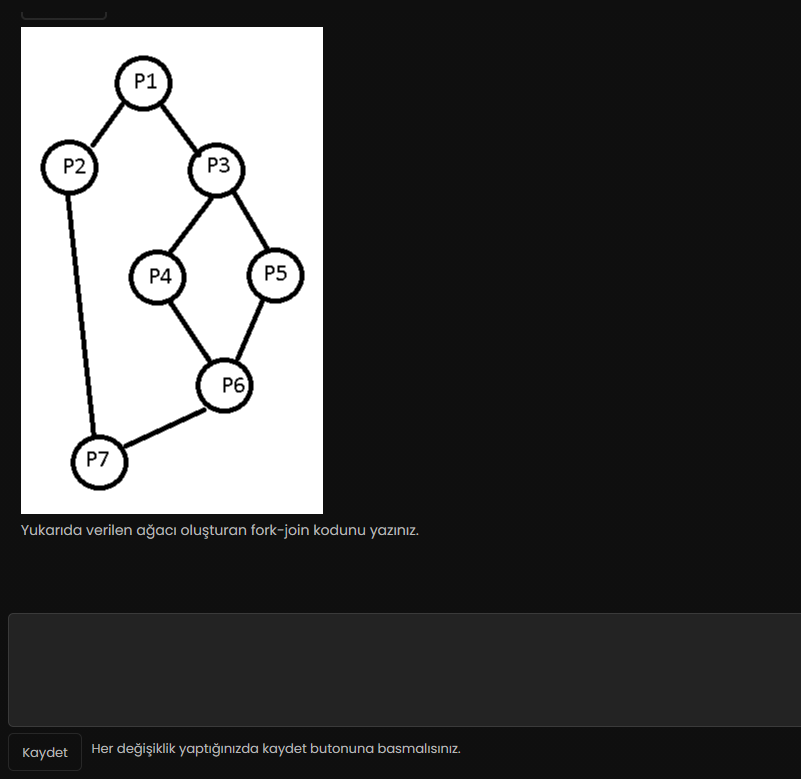 P1
P2
P3
P4
P5
P6
P7
Yukarıda verilen ağacı oluşturan fork-join kodunu yazınız.
Kaydet
Her değişiklik yaptığınızda kaydet butonuna basmalısınız.